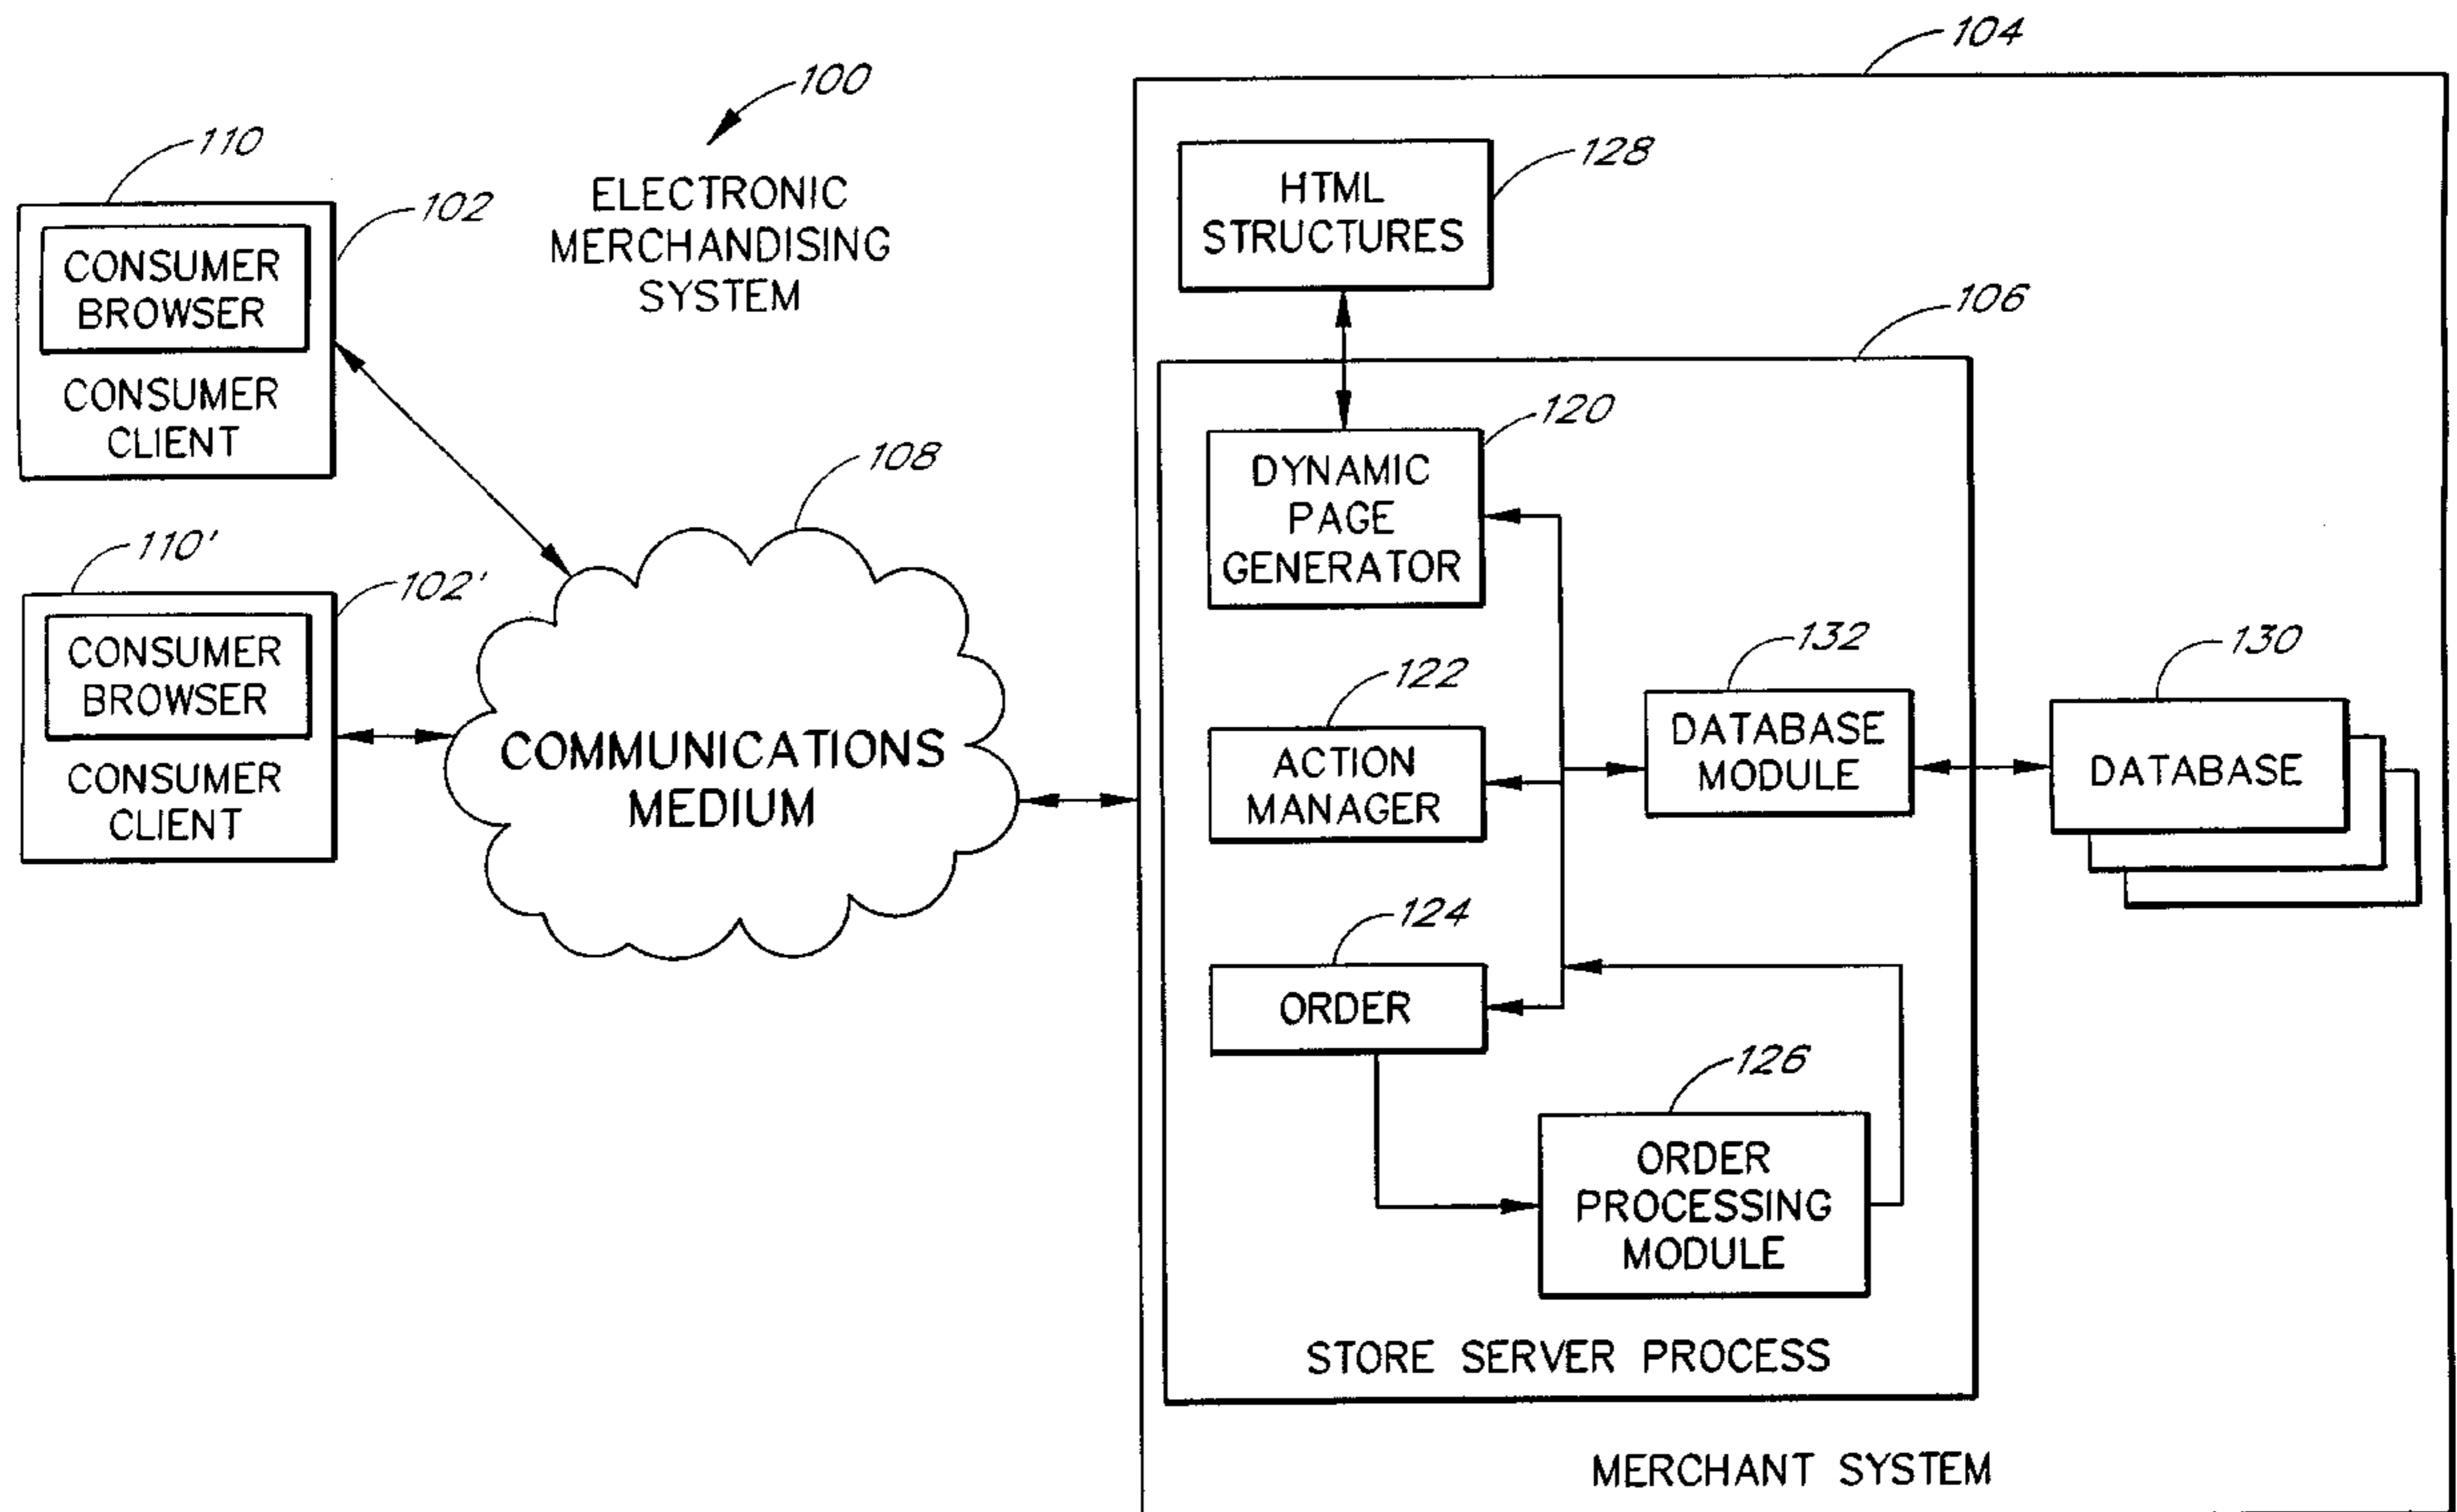 100
ELECTRONIC
MERCHANDISING
SYSTEM
110
102
CONSUMER
BROWSER
CONSUMER
CLIENT
110'
102'
CONSUMER
BROWSER
CONSUMER
CLIENT
108
COMMUNICATIONS
MEDIUM
104
128
HTML
STRUCTURES
106
120
DYNAMIC
PAGE
GENERATOR
122
ACTION
MANAGER
132
DATABASE
MODULE
130
DATABASE
124
ORDER
126
ORDER
PROCESSING
MODULE
STORE SERVER PROCESS
MERCHANT SYSTEM